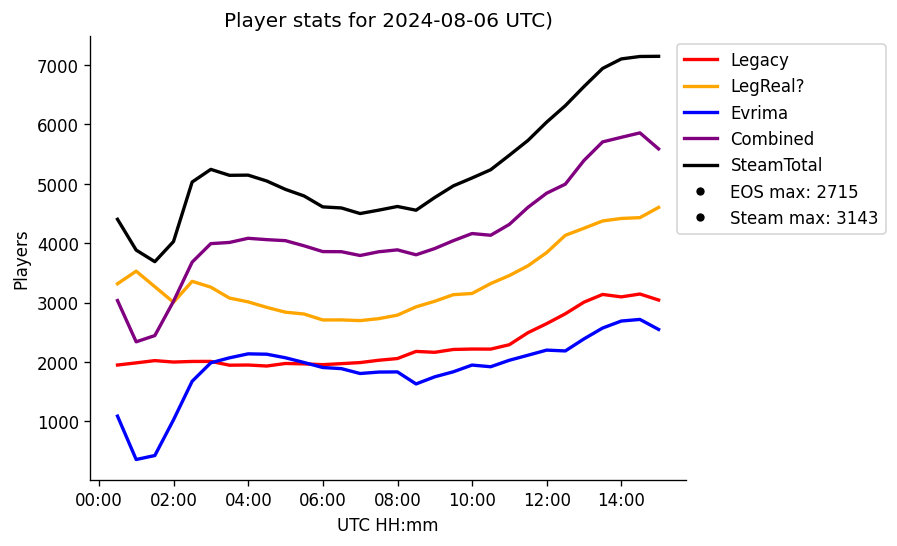 Player stats for 2024-08-06 UTC)
Players
7000
6000
5000
4000
3000
2000
1000
00:00 02:00 04:00 06:00 08:00 10:00 12:00 14:00
UTC HH:mm
Legacy
LegReal?
Evrima
Combined
SteamTotal
EOS max: 2715
Steam max: 3143